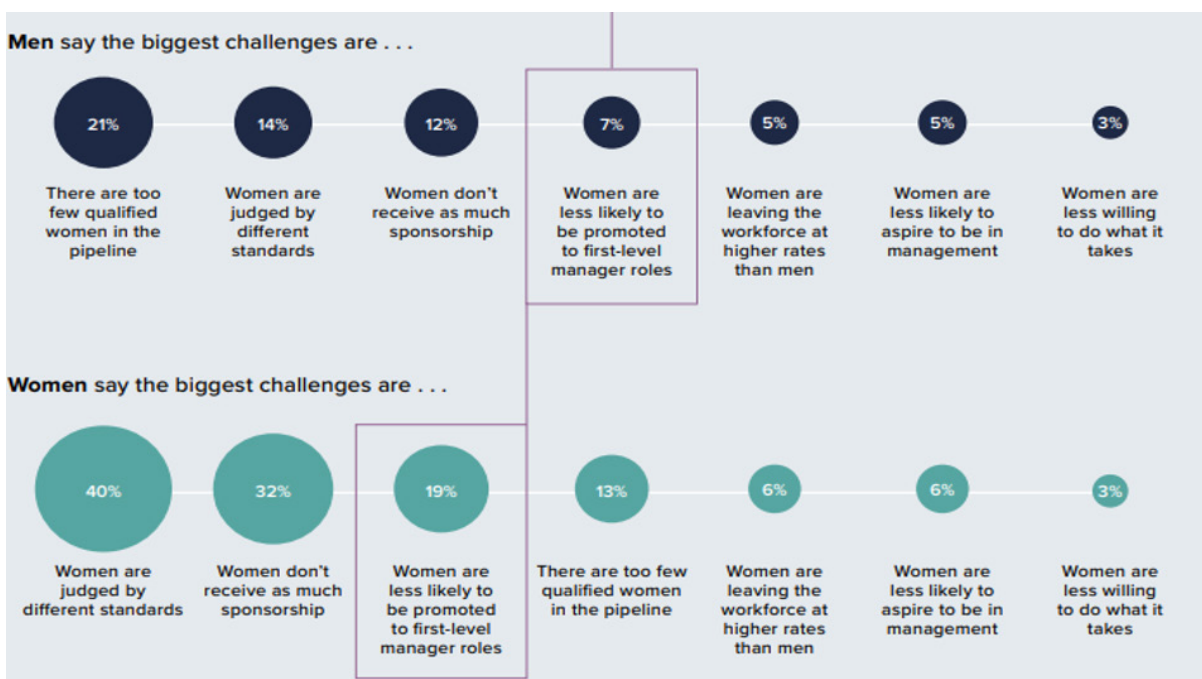 Men say the biggest challenges are . . .
21%
14%
12%
7%
5%
5%
3%
There are too
few qualified
women in the
pipeline
Women are
judged by
different
standards
Women don't
receive as much
sponsorship
Women are
less likely to
be promoted
to first-level
manager roles
Women are
leaving the
workforce at
higher rates
than men
Women are
less likely to
aspire to be in
management
Women are
less willing
to do what it
takes
Women say the biggest challenges are . . .
40%
32%
19%
13%
6%
6%
3%
Women are
judged by
different standards
Women don't
receive as much
sponsorship
Women are
less likely to
be promoted
to first-level
manager roles
There are too few
qualified women
in the pipeline
Women are
leaving the
workforce at
higher rates
than men
Women are
less likely to
aspire to be in
management
Women are
less willing
to do what it
takes